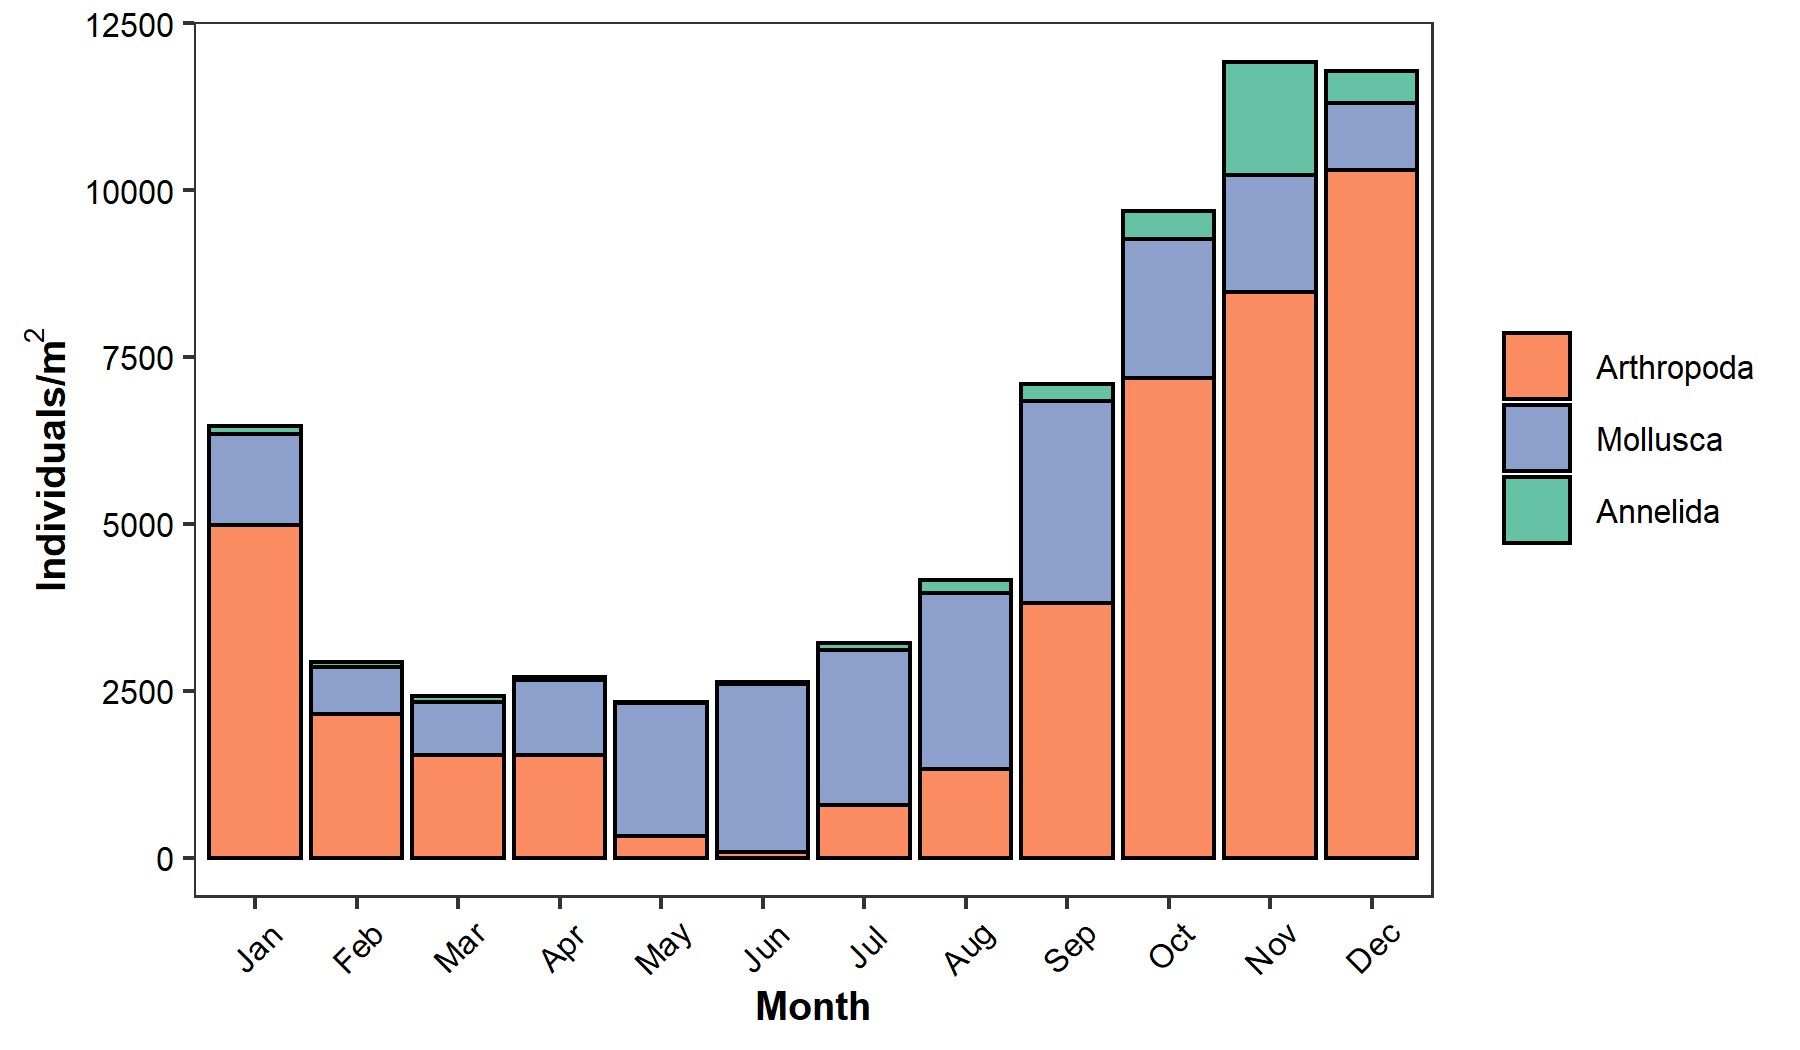 12500
10000
7500
5000
2500
0
Individuals/m²
Jan
Feb
Mar
Apr
May
Jun
Jul
Aug
Sep
Oct
Nov
Dec
Month
Arthropoda
Mollusca
Annelida